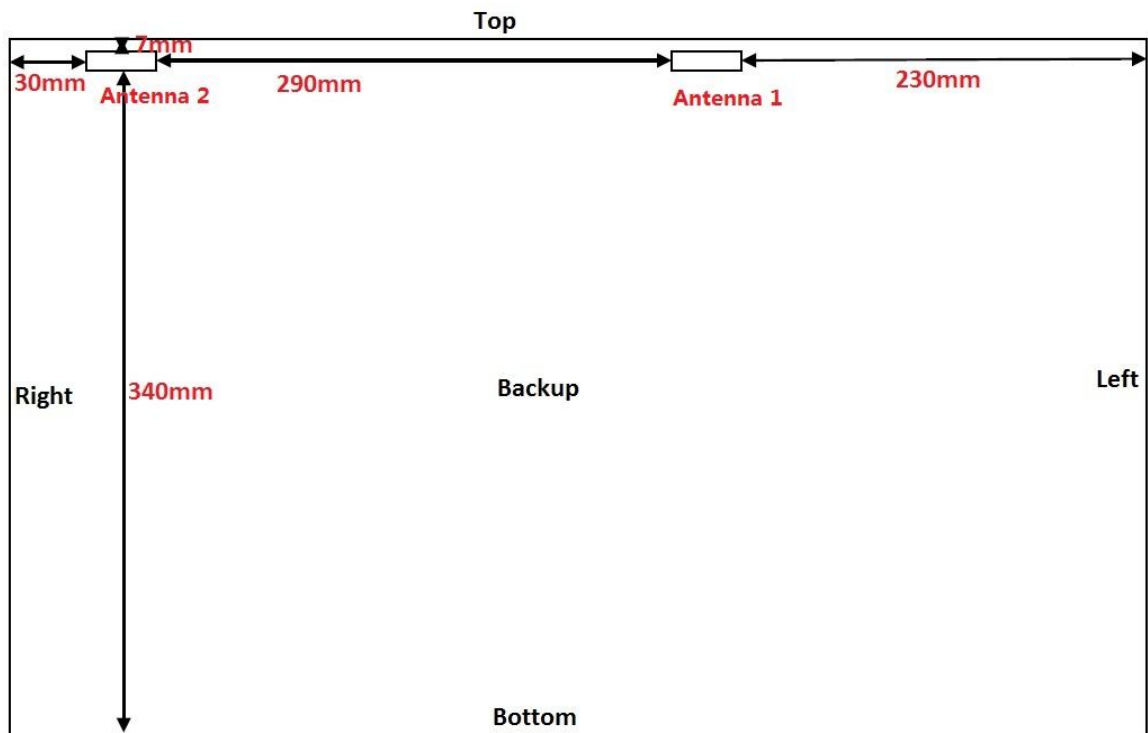 Top
7mm
30mm
290mm
230mm
Antenna 2
Antenna 1
Right
340mm
Backup
Left
Bottom